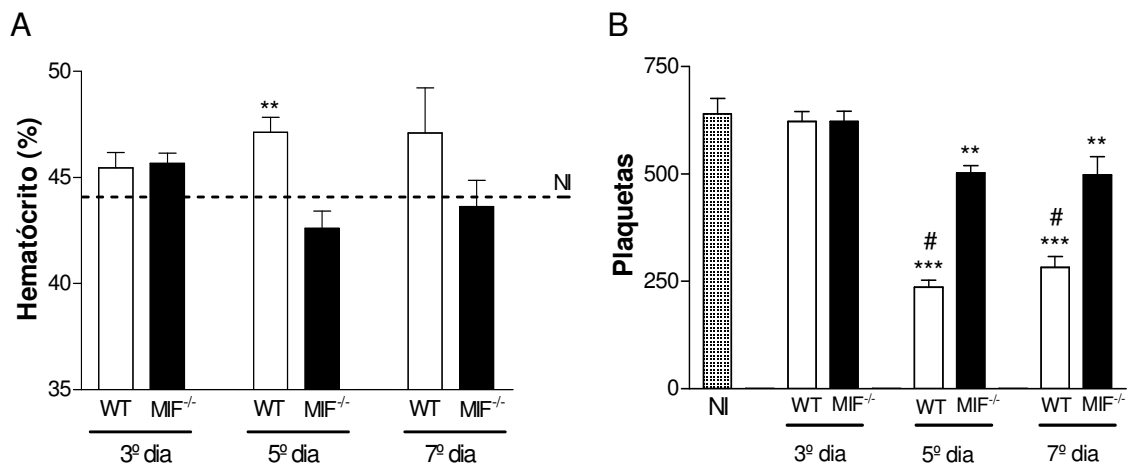 A
Hematócrito (%)
50
45
40
35
**
NI
WT MIF-/- WT MIF-/- WT MIF-/-
3º dia 5º dia 7º dia
B
Plaquetas
750
500
250
0
#
***
**
#
***
**
NI WT MIF-/- WT MIF-/- WT MIF-/-
3º dia 5º dia 7º dia